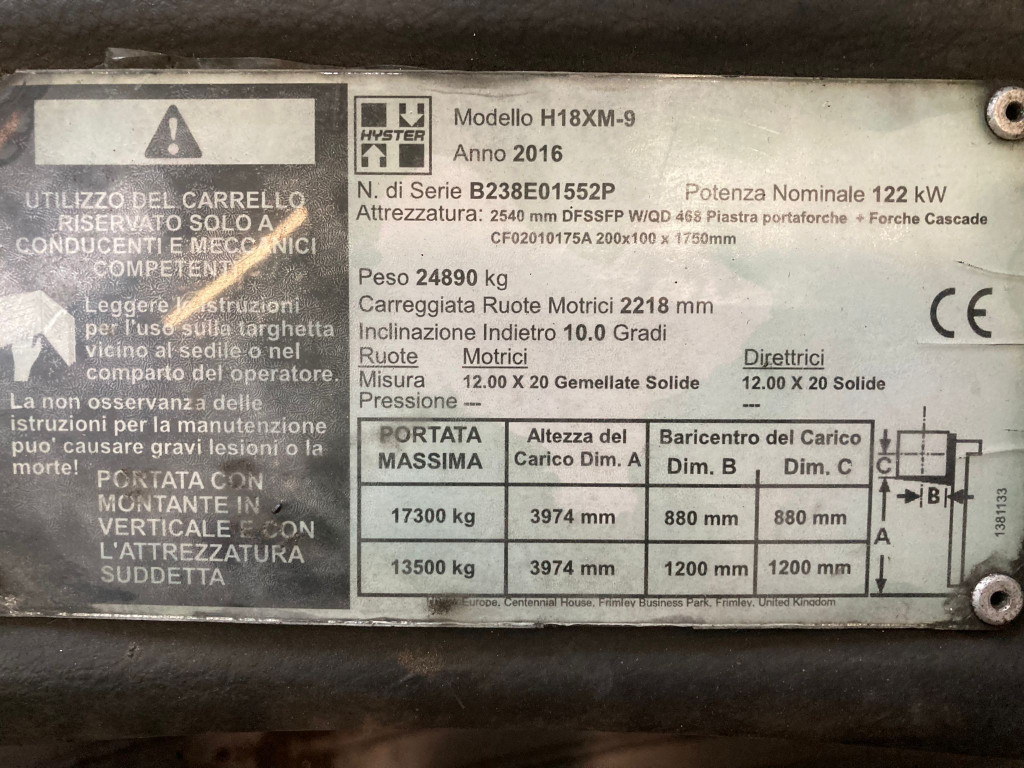 UTILIZZO DEL CARRELLO
RISERVATO SOLO A
CONDUCENTI E MECCANICI
COMPETENTI
Leggere le istruzioni
per l'uso sulla targhetta
vicino al sedile o nel
comparto del operatore.
La non osservanza delle
istruzioni per la manutenzione
puo' causare gravi lesioni o la
morte!
PORTATA CON
MONTANTE IN
VERTICALE E CON
L'ATTREZZATURA
SUDDETTA
HYSTER
Modello H18XM-9
Anno 2016
N. di Serie B238E01552P Potenza Nominale 122 kW
Attrezzatura: 2540 mm DFSSFP W/QD 468 Piastra portaforche + Forche Cascade
CF02010175A 200x100 x 1750mm
Peso 24890 kg
Carreggiata Ruote Motrici 2218 mm
Inclinazione Indietro 10.0 Gradi
CE
Ruote Motrici Direttrici
Misura 12.00 X 20 Gemellate Solide 12.00 X 20 Solide
Pressione --- ---
PORTATA MASSIMA Altezza del Carico Dim. A Baricentro del Carico
Dim. B Dim. C
17300 kg 3974 mm 880 mm 880 mm
13500 kg 3974 mm 1200 mm 1200 mm
C
B
A
1381133
Europe, Centennial House, Frimley Business Park, Frimley, United Kingdom